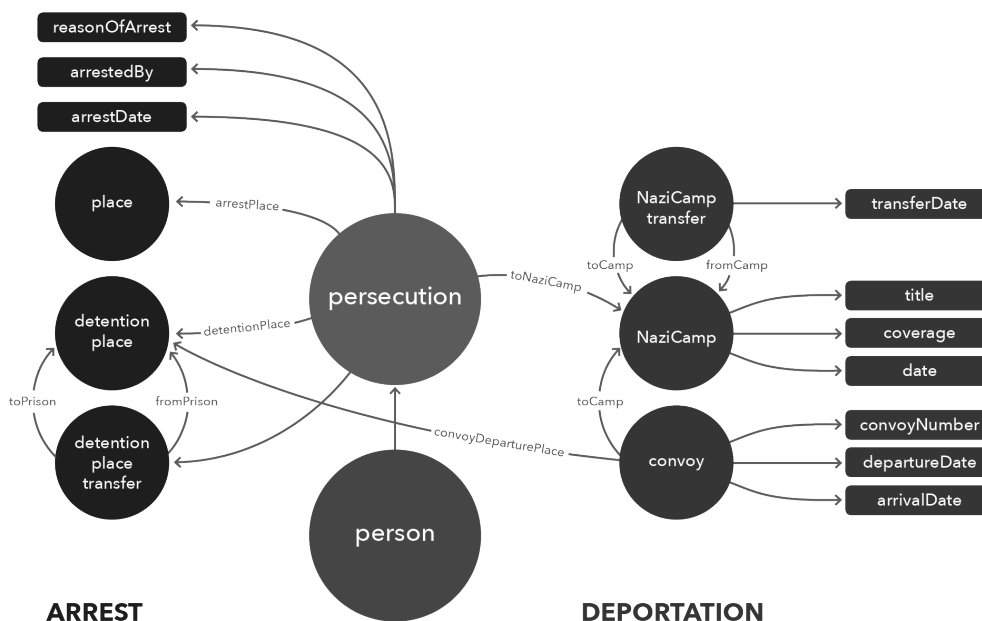 reasonOfArrest
arrestedBy
arrestDate
place
arrestPlace
NaziCamp
transfer
transferDate
toCamp
fromCamp
persecution
toNaziCamp
detention
place
detentionPlace
NaziCamp
title
coverage
date
toPrison
fromPrison
toCamp
convoyDeparturePlace
detention
place
transfer
convoy
convoyNumber
departureDate
arrivalDate
person
ARREST
DEPORTATION